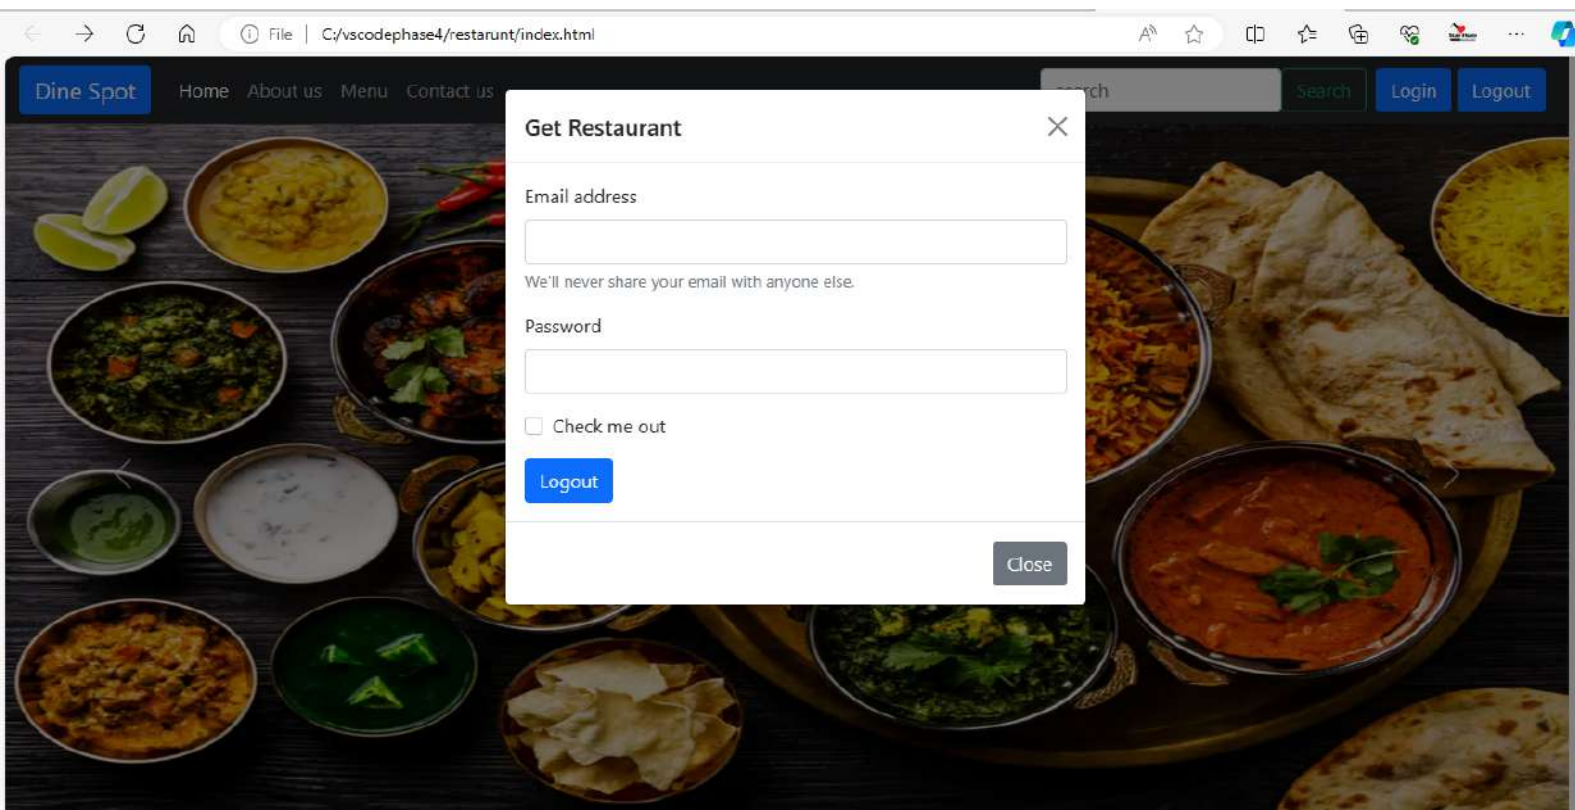 File | C:/vscodephase4/restarunt/index.html
Dine Spot Home About us Menu Contact us Search Login Logout
Get Restaurant
Email address
We'll never share your email with anyone else.
Password
Check me out
Logout
Close